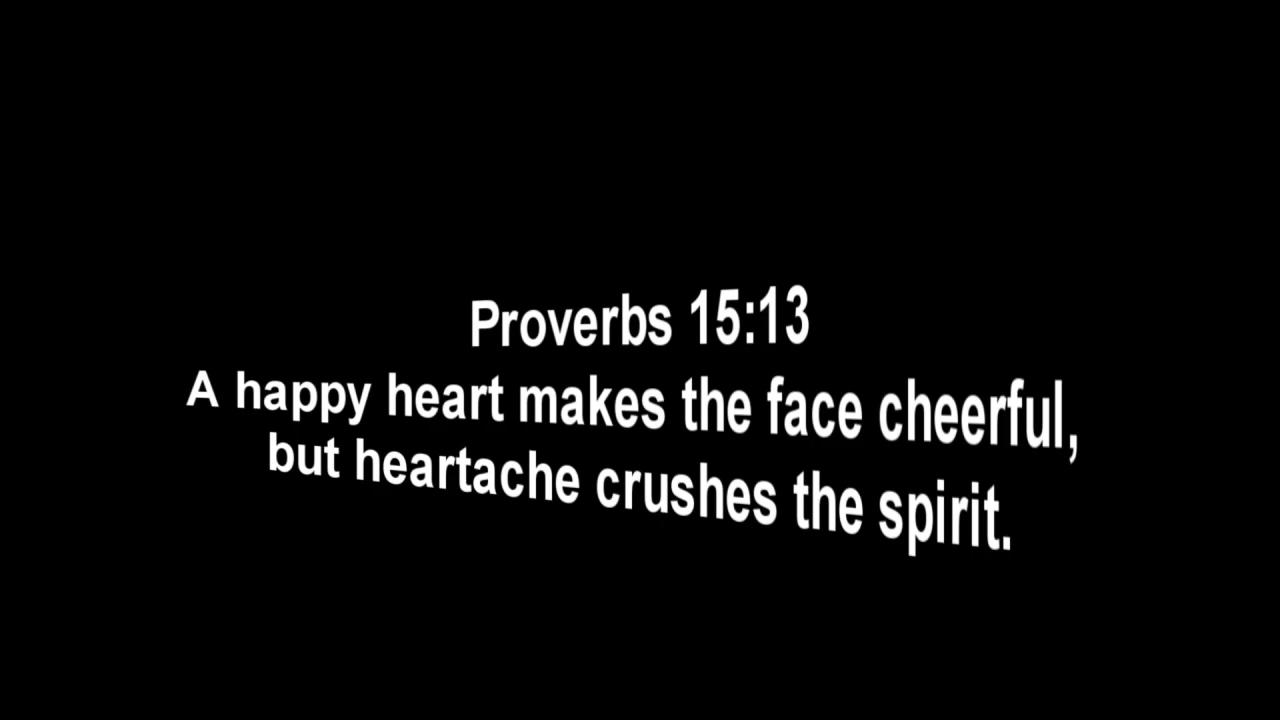 Proverbs 15:13
A happy heart makes the face cheerful,
but heartache crushes the spirit.